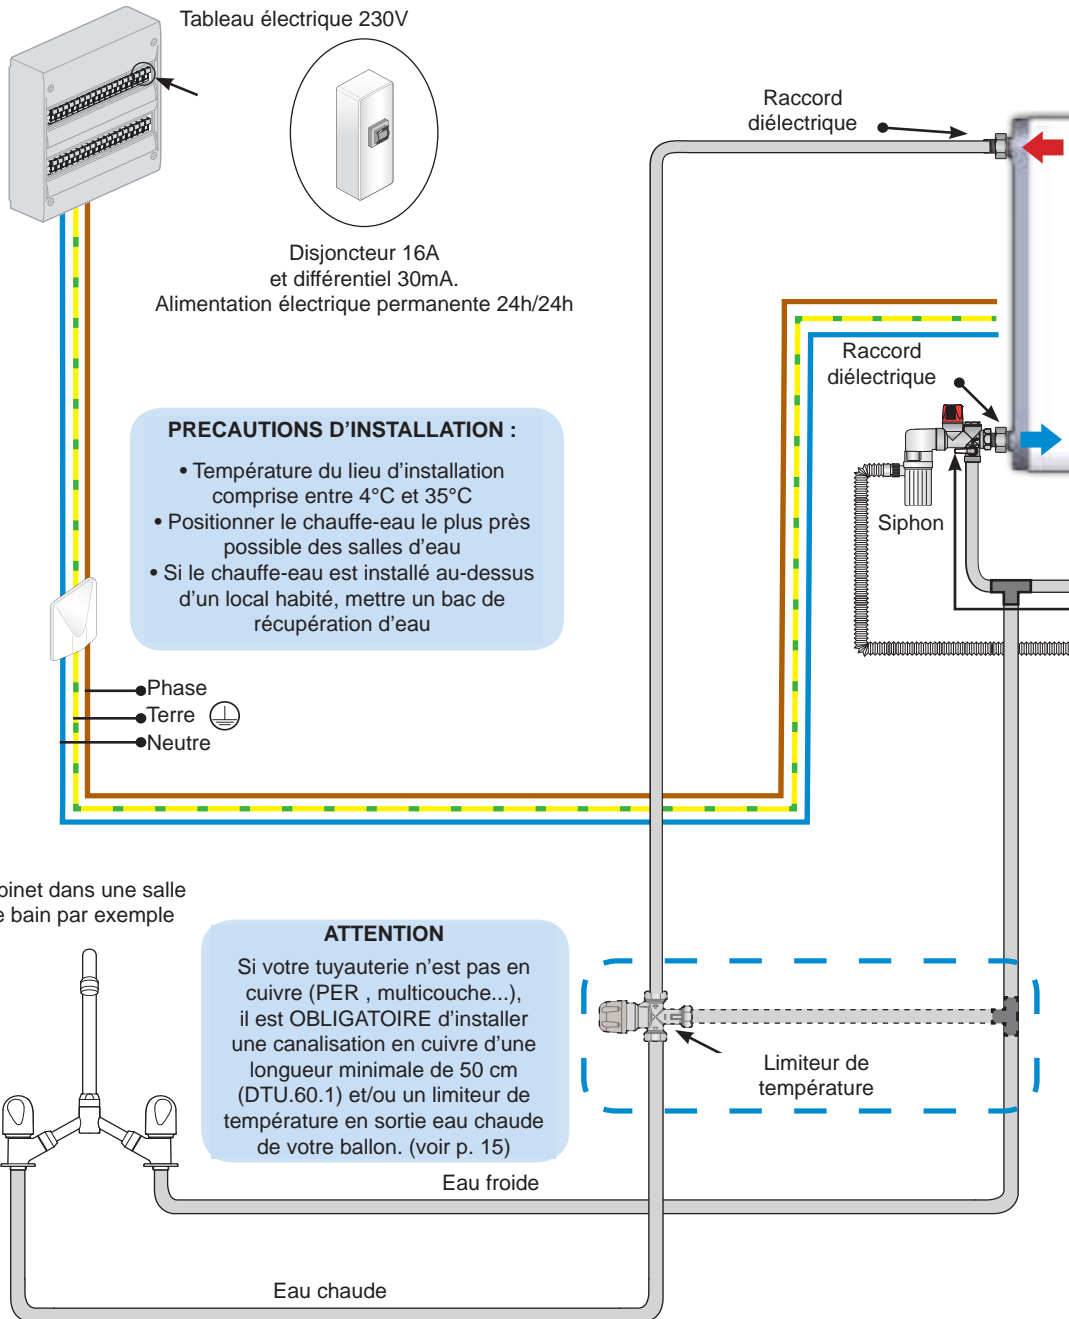 Tableau électrique 230V
Disjoncteur 16A
et différentiel 30mA.
Alimentation électrique permanente 24h/24h
Raccord
diélectrique
Raccord
diélectrique
Siphon
PRECAUTIONS D'INSTALLATION :
• Température du lieu d'installation
comprise entre 4°C et 35°C
• Positionner le chauffe-eau le plus près
possible des salles d'eau
• Si le chauffe-eau est installé au-dessus
d'un local habité, mettre un bac de
récupération d'eau
Phase
Terre
Neutre
binet dans une salle
e bain par exemple
ATTENTION
Si votre tuyauterie n'est pas en
cuivre (PER , multicouche...),
il est OBLIGATOIRE d'installer
une canalisation en cuivre d'une
longueur minimale de 50 cm
(DTU.60.1) et/ou un limiteur de
température en sortie eau chaude
de votre ballon. (voir p. 15)
Limiteur de
température
Eau froide
Eau chaude